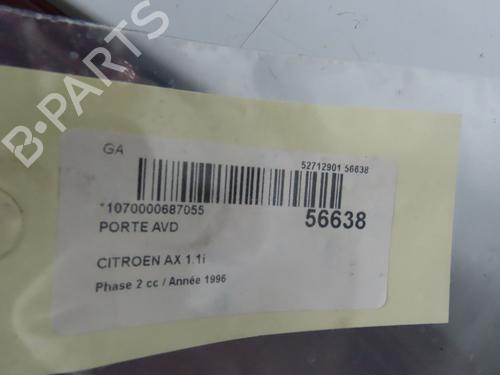 B-PARTS
GA
52712901 56638
*1070000687055
56638
PORTE AVD
CITROEN AX 1.1i
Phase 2 cc / Année 1996